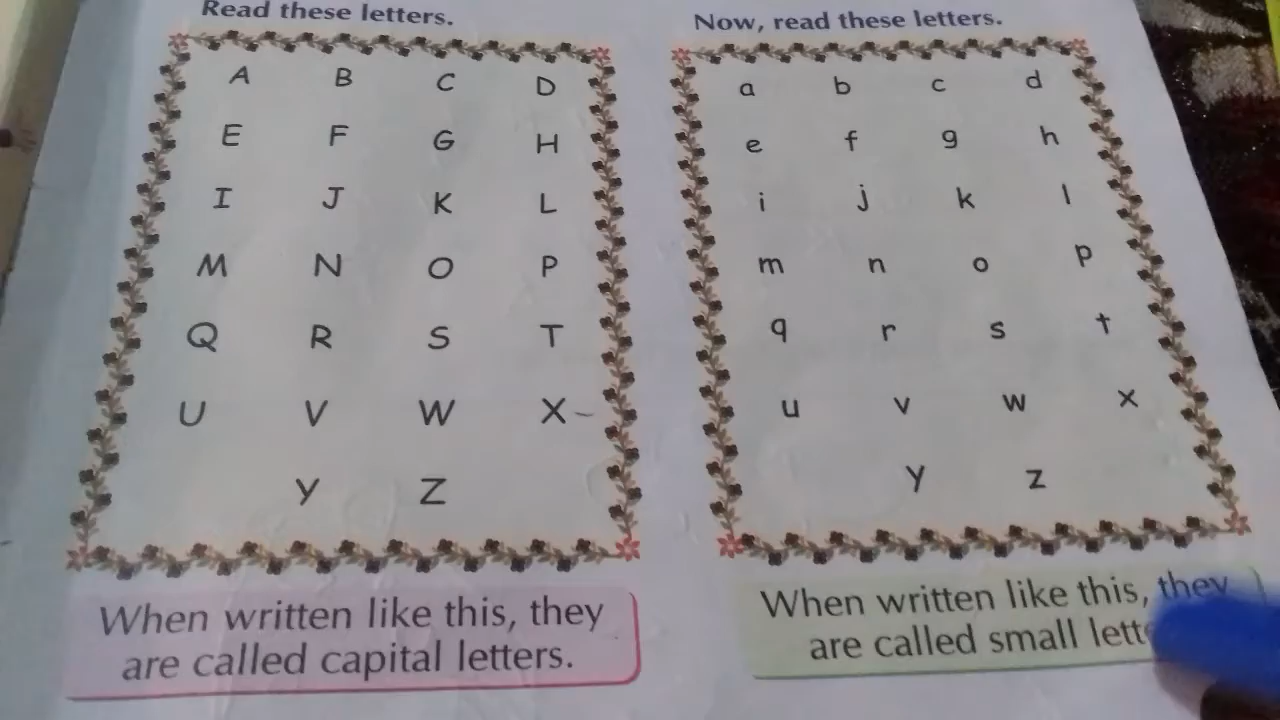 Read these letters.
A B C D
E F G H
I J K L
M N O P
Q R S T
U V W X
Y Z
When written like this, they
are called capital letters.
Now, read these letters.
a b c d
e f g h
i j k l
m n o p
q r s t
u v w x
y z
When written like this, they
are called small